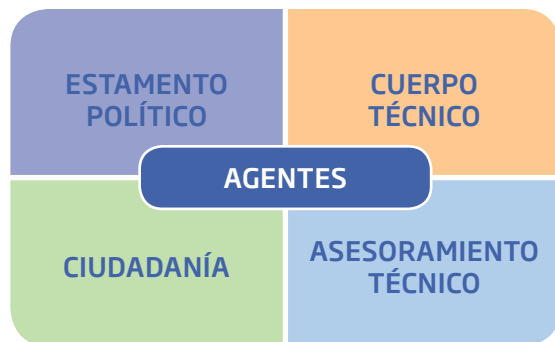 ESTAMENTO
POLÍTICO
CUERPO
TÉCNICO
AGENTES
CIUDADANÍA
ASESORAMIENTO
TÉCNICO